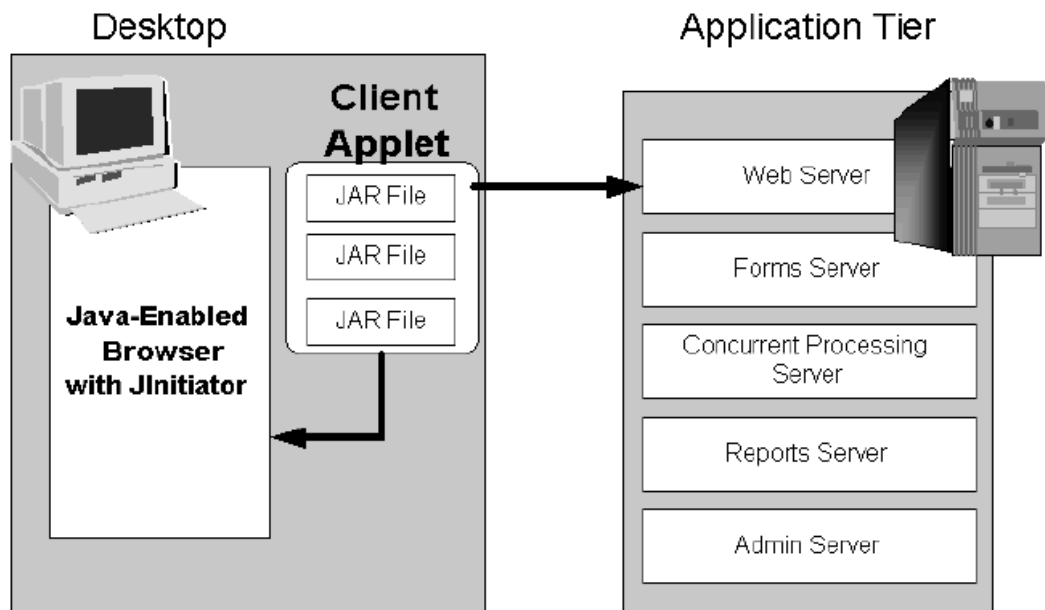 Desktop
Application Tier
Client
Applet
JAR File
JAR File
JAR File
Java-Enabled
Browser
with JInitiator
Web Server
Forms Server
Concurrent Processing
Server
Reports Server
Admin Server